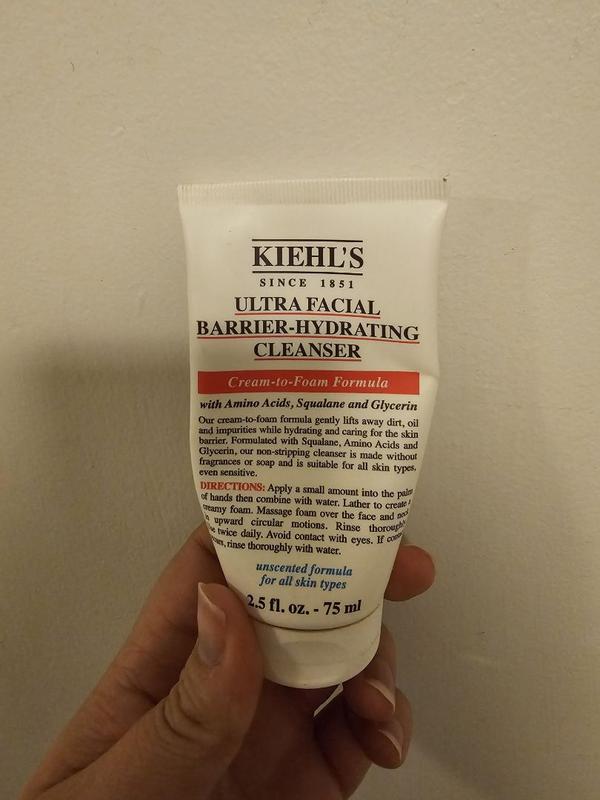 KIEHL'S
SINCE 1851
ULTRA FACIAL
BARRIER-HYDRATING
CLEANSER
Cream-to-Foam Formula
with Amino Acids, Squalane and Glycerin
Our cream-to-foam formula gently lifts away dirt, oil
and impurities while hydrating and caring for the skin
barrier. Formulated with Squalane, Amino Acids and
Glycerin, our non-stripping cleanser is made without
fragrances or soap and is suitable for all skin types,
even sensitive.
DIRECTIONS: Apply a small amount into the palm
of hands then combine with water. Lather to create a
creamy foam. Massage foam over the face and neck
in upward circular motions. Rinse thoroughly.
twice daily. Avoid contact with eyes. If
rinse thoroughly with water.
unscented formula
for all skin types
2.5 fl. oz. - 75 ml